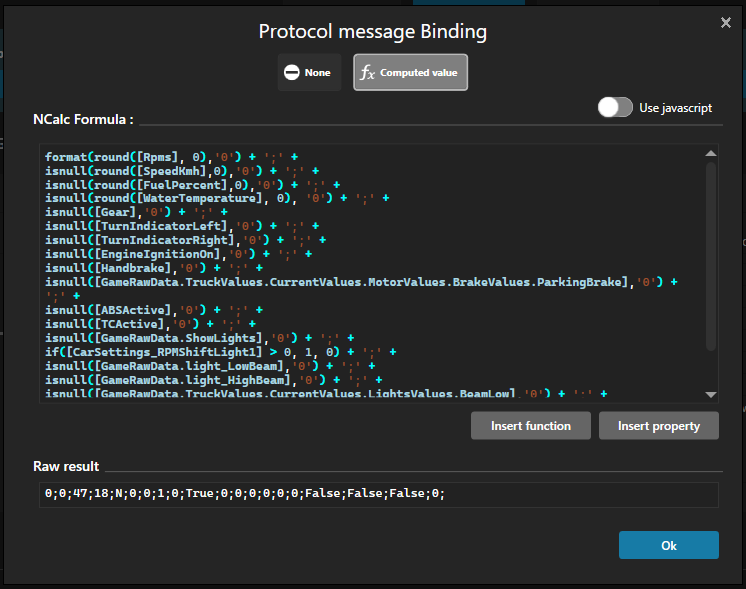 Protocol message Binding
None
fx Computed value
Use javascript
NCalc Formula :
format(round([Rpms], 0),'0') + ';' +
isnull(round([SpeedKmh],0),'0') + ';' +
isnull(round([FuelPercent],0),'0') + ';' +
isnull(round([WaterTemperature], 0), '0') + ';' +
isnull([Gear],'0') + ';' +
isnull([TurnIndicatorLeft],'0') + ';' +
isnull([TurnIndicatorRight],'0') + ';' +
isnull([EngineIgnitionOn],'0') + ';' +
isnull([Handbrake],'0') + ';' +
isnull([GameRawData.TruckValues.CurrentValues.MotorValues.BrakeValues.ParkingBrake],'0') +
';' +
isnull([ABSActive],'0') + ';' +
isnull([TCActive],'0') + ';' +
isnull([GameRawData.ShowLights],'0') + ';' +
if([CarSettings_RPMShiftLight1] > 0, 1, 0) + ';' +
isnull([GameRawData.light_LowBeam],'0') + ';' +
isnull([GameRawData.light_HighBeam],'0') + ';' +
isnull([GameRawData.TruckValues.CurrentValues.LightsValues.BeamLow],'0') + ';' +
Insert function
Insert property
Raw result
0;0;47;18;N;0;0;1;0;True;0;0;0;0;0;0;False;False;False;0;
Ok